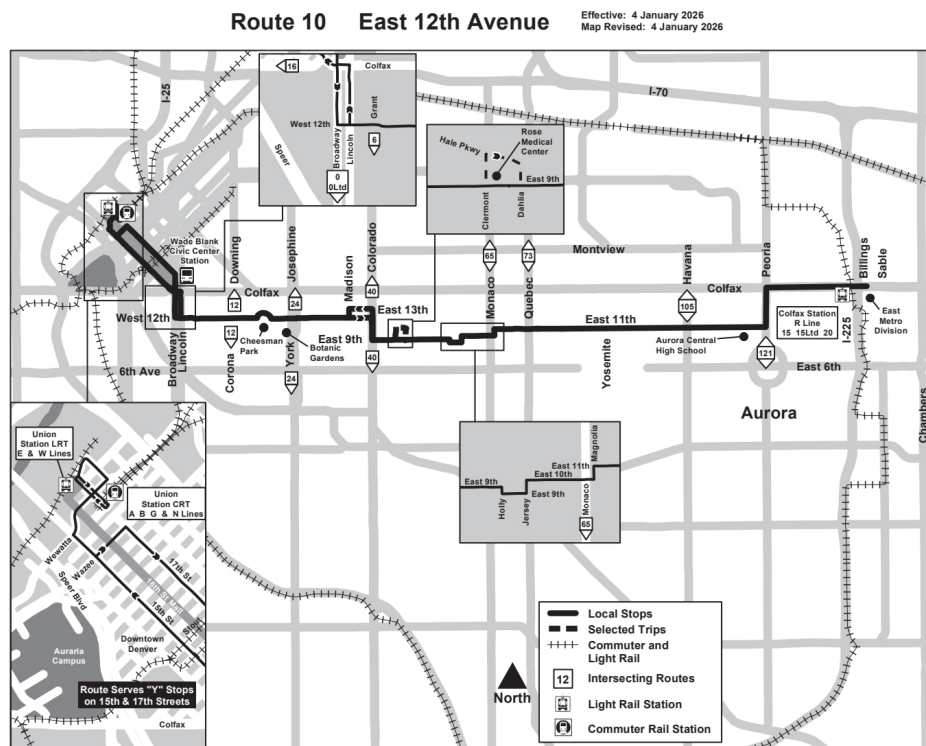 Route 10 East 12th Avenue
Effective: 4 January 2026
Map Revised: 4 January 2026
16
Colfax
Grant
West 12th
6
Broadway
Lincoln
Speer
0
0Ltd
I-25
I-70
Rose
Medical
Center
Hale Pkwy
East 9th
Clermont
Dahlia
Wade Blank
Civic Center
Station
Downing
Josephine
Madison
Colorado
65
73
Montview
Monaco
Quebec
Havana
Peoria
Billings
Sable
12
Colfax
24
40
East 13th
105
Colfax
West 12th
East 11th
Colfax Station
R Line
15 15Ltd 20
I-225
East
Metro
Division
Broadway
Lincoln
12
Corona
Cheesman
Park
York
Botanic
Gardens
East 9th
40
24
6th Ave
Yosemite
Aurora Central
High School
121
East 6th
Aurora
Chambers
Union
Station LRT
E & W Lines
Union
Station CRT
A B G & N Lines
Wewatta
Wazee
17th St
16th St Mall
15th St
Stout
Speer Blvd
Downtown
Denver
Auraria
Campus
Route Serves "Y" Stops
on 15th & 17th Streets
Colfax
Magnolia
East 11th
East 10th
East 9th
East 9th
Holly
Jersey
Monaco
65
North
Local Stops
Selected Trips
Commuter and
Light Rail
12 Intersecting Routes
Light Rail Station
Commuter Rail Station